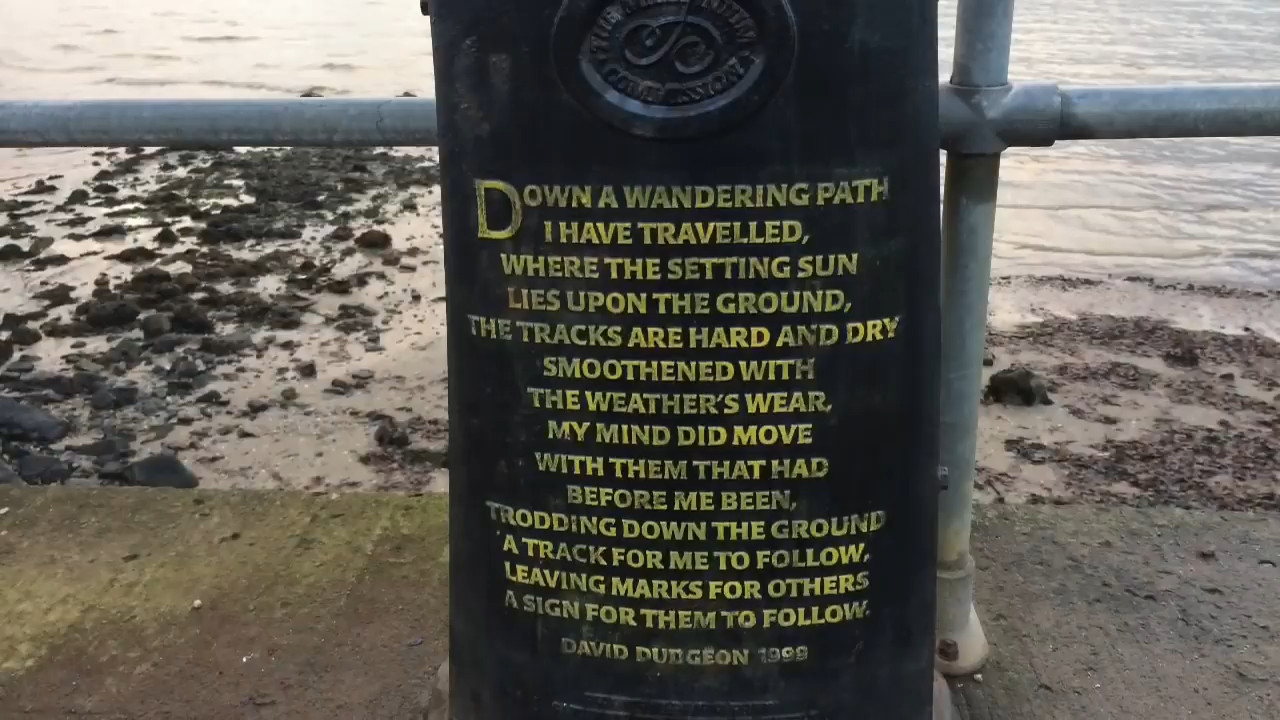 DOWN A WANDERING PATH
I HAVE TRAVELLED,
WHERE THE SETTING SUN
LIES UPON THE GROUND,
THE TRACKS ARE HARD AND DRY
SMOOTHENED WITH
THE WEATHER'S WEAR,
MY MIND DID MOVE
WITH THEM THAT HAD
BEFORE ME BEEN,
TRODDING DOWN THE GROUND
A TRACK FOR ME TO FOLLOW,
LEAVING MARKS FOR OTHERS
A SIGN FOR THEM TO FOLLOW.
DAVID DUDGEON 1998